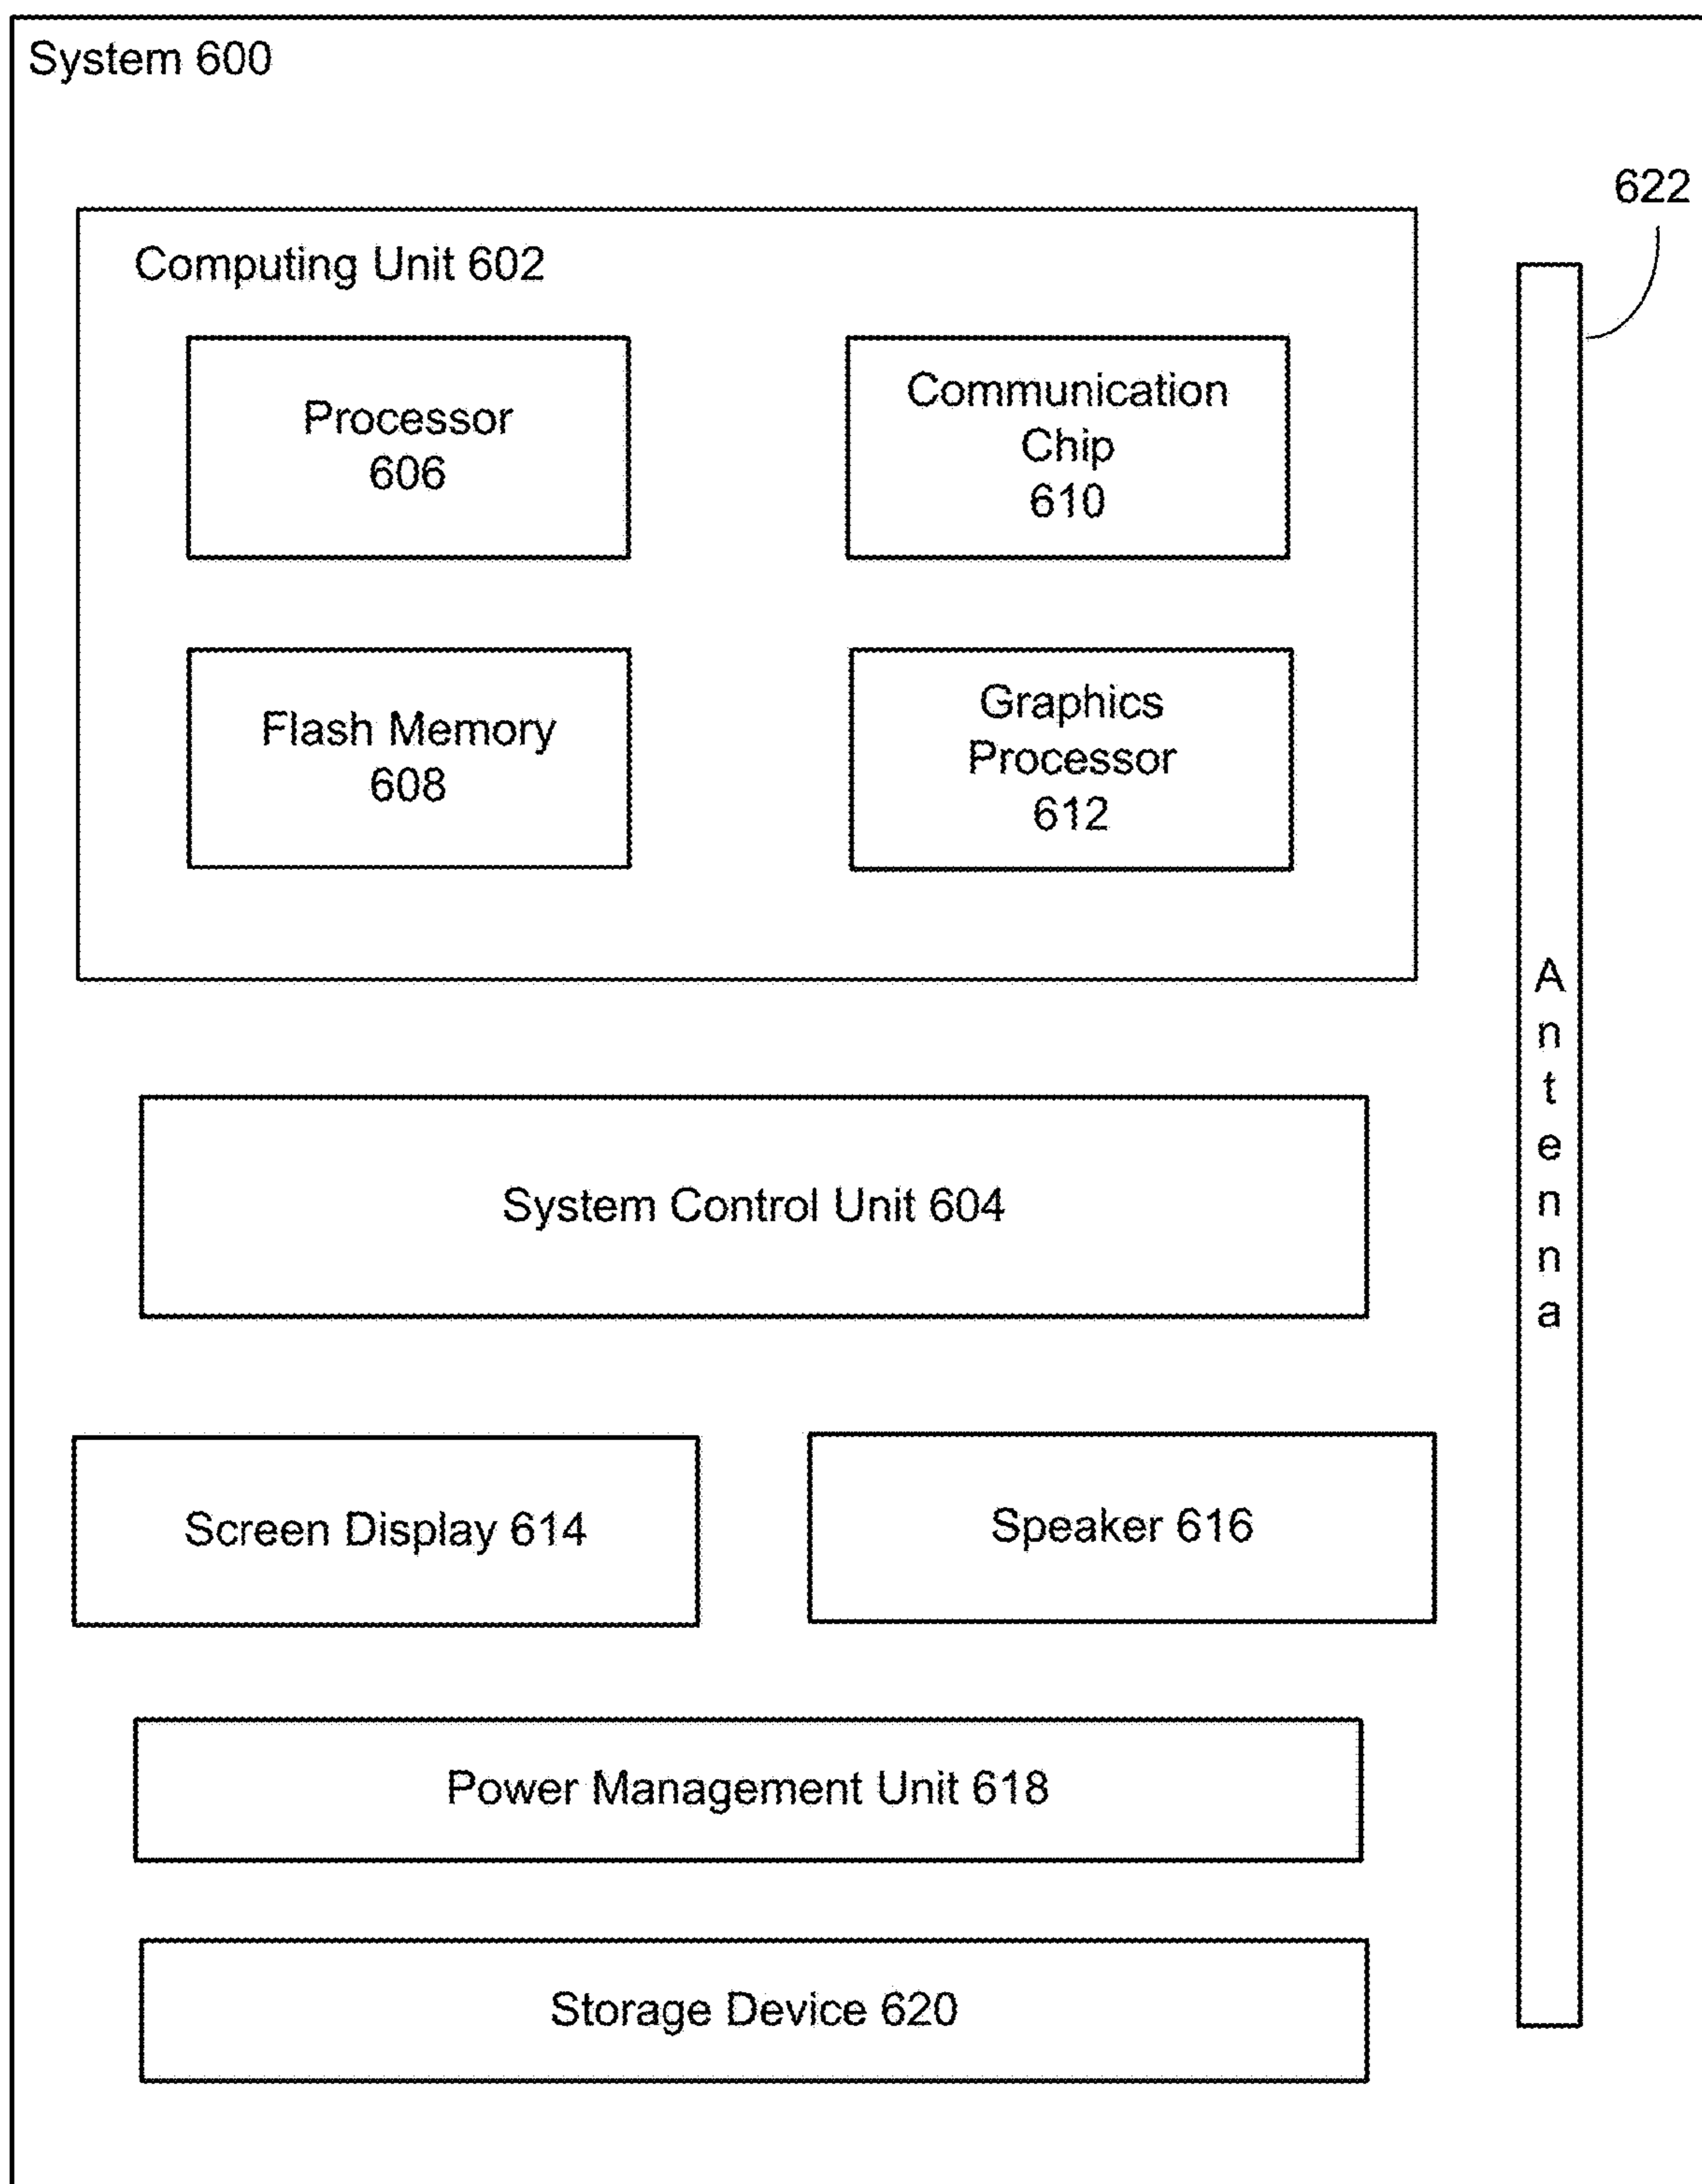 System 600
622
Computing Unit 602
Processor
606
Communication
Chip
610
Flash Memory
608
Graphics
Processor
612
Antenna
System Control Unit 604
Screen Display 614
Speaker 616
Power Management Unit 618
Storage Device 620